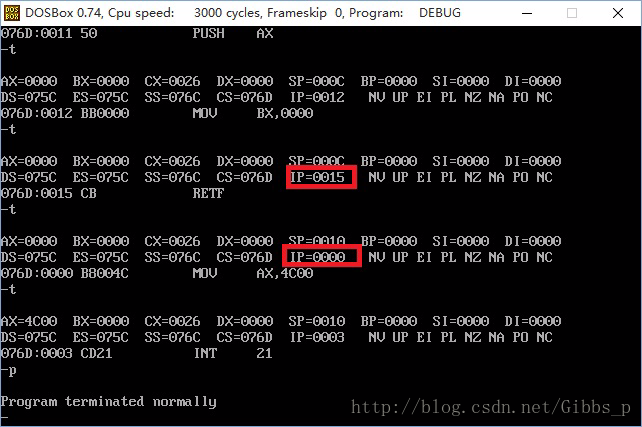 DOS
BOX
DOSBox 0.74, Cpu speed: 3000 cycles, Frameskip 0, Program: DEBUG
076D:0011 50 PUSH AX
-t
AX=0000 BX=0000 CX=0026 DX=0000 SP=000C BP=0000 SI=0000 DI=0000
DS=075C ES=075C SS=076C CS=076D IP=0012 NV UP EI PL NZ NA PO NC
076D:0012 BB0000 MOV BX,0000
-t
AX=0000 BX=0000 CX=0026 DX=0000 SP=000C BP=0000 SI=0000 DI=0000
DS=075C ES=075C SS=076C CS=076D IP=0015 NV UP EI PL NZ NA PO NC
076D:0015 CB RETF
-t
AX=0000 BX=0000 CX=0026 DX=0000 SP=0010 BP=0000 SI=0000 DI=0000
DS=075C ES=075C SS=076C CS=076D IP=0000 NV UP EI PL NZ NA PO NC
076D:0000 B8004C MOV AX,4C00
-t
AX=4C00 BX=0000 CX=0026 DX=0000 SP=0010 BP=0000 SI=0000 DI=0000
DS=075C ES=075C SS=076C CS=076D IP=0003 NV UP EI PL NZ NA PO NC
076D:0003 CD21 INT 21
-p
Program terminated normally
-
http://blog.csdn.net/Gibbs_p